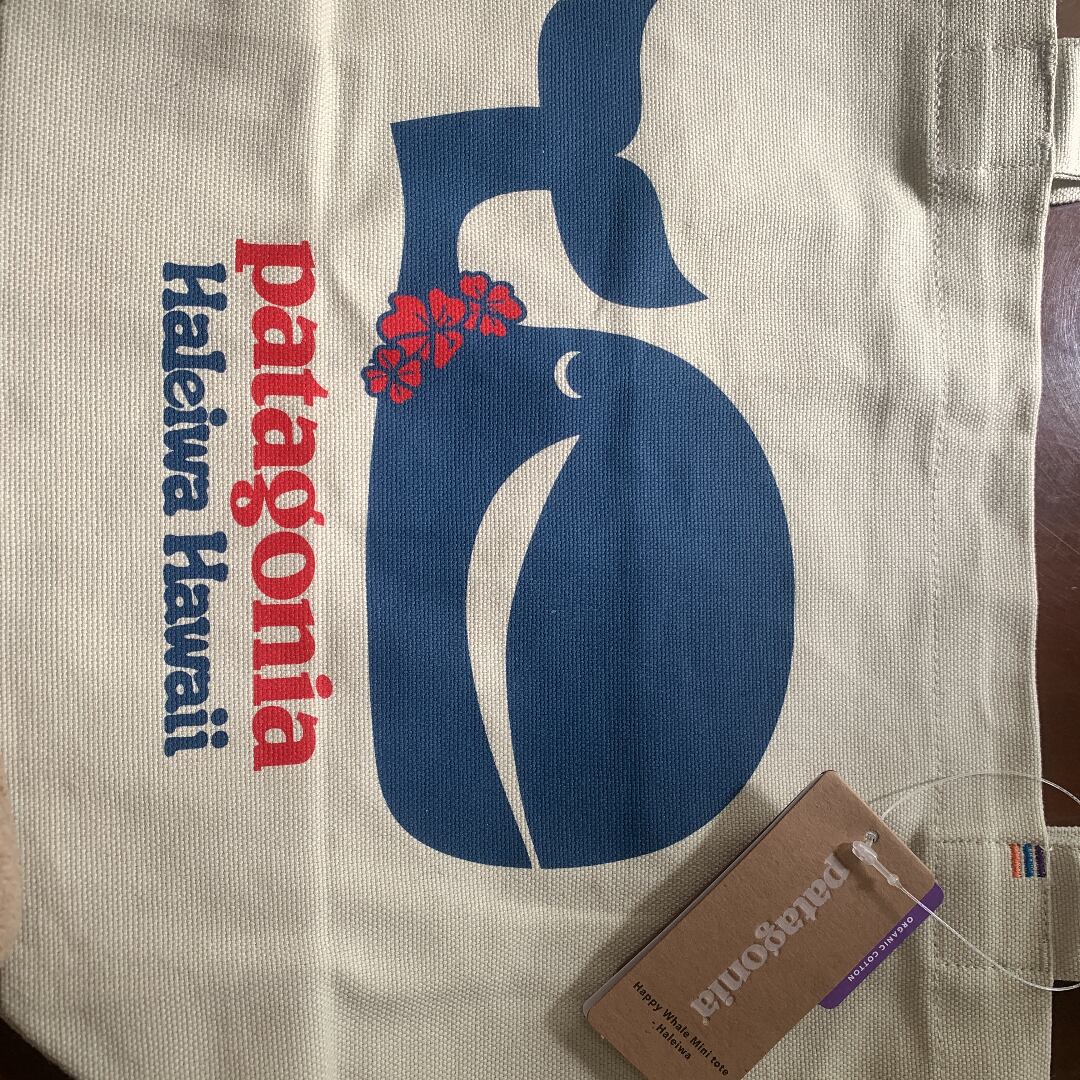 patagonia
Haleiwa Hawaii
patagonia
ORGANIC COTTON
Happy Whale Mini tote
- Haleiwa